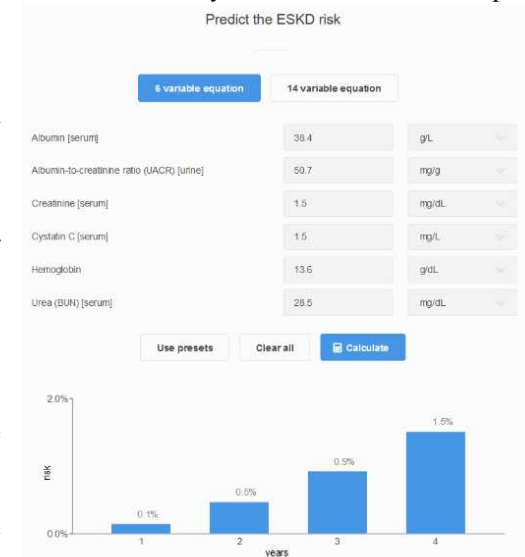 Predict the ESKD risk
6 variable equation 14 variable equation
Albumin [serum] 38.4 g/L
Albumin-to-creatinine ratio (UACR) [urine] 50.7 mg/g
Creatinine [serum] 1.5 mg/dL
Cystatin C [serum] 1.5 mg/L
Hemoglobin 13.6 g/dL
Urea (BUN) [serum] 28.5 mg/dL
Use presets Clear all Calculate
2.0%
1.5%
0.9%
0.5%
0.1%
risk
0.0%
1 2 3 4
years